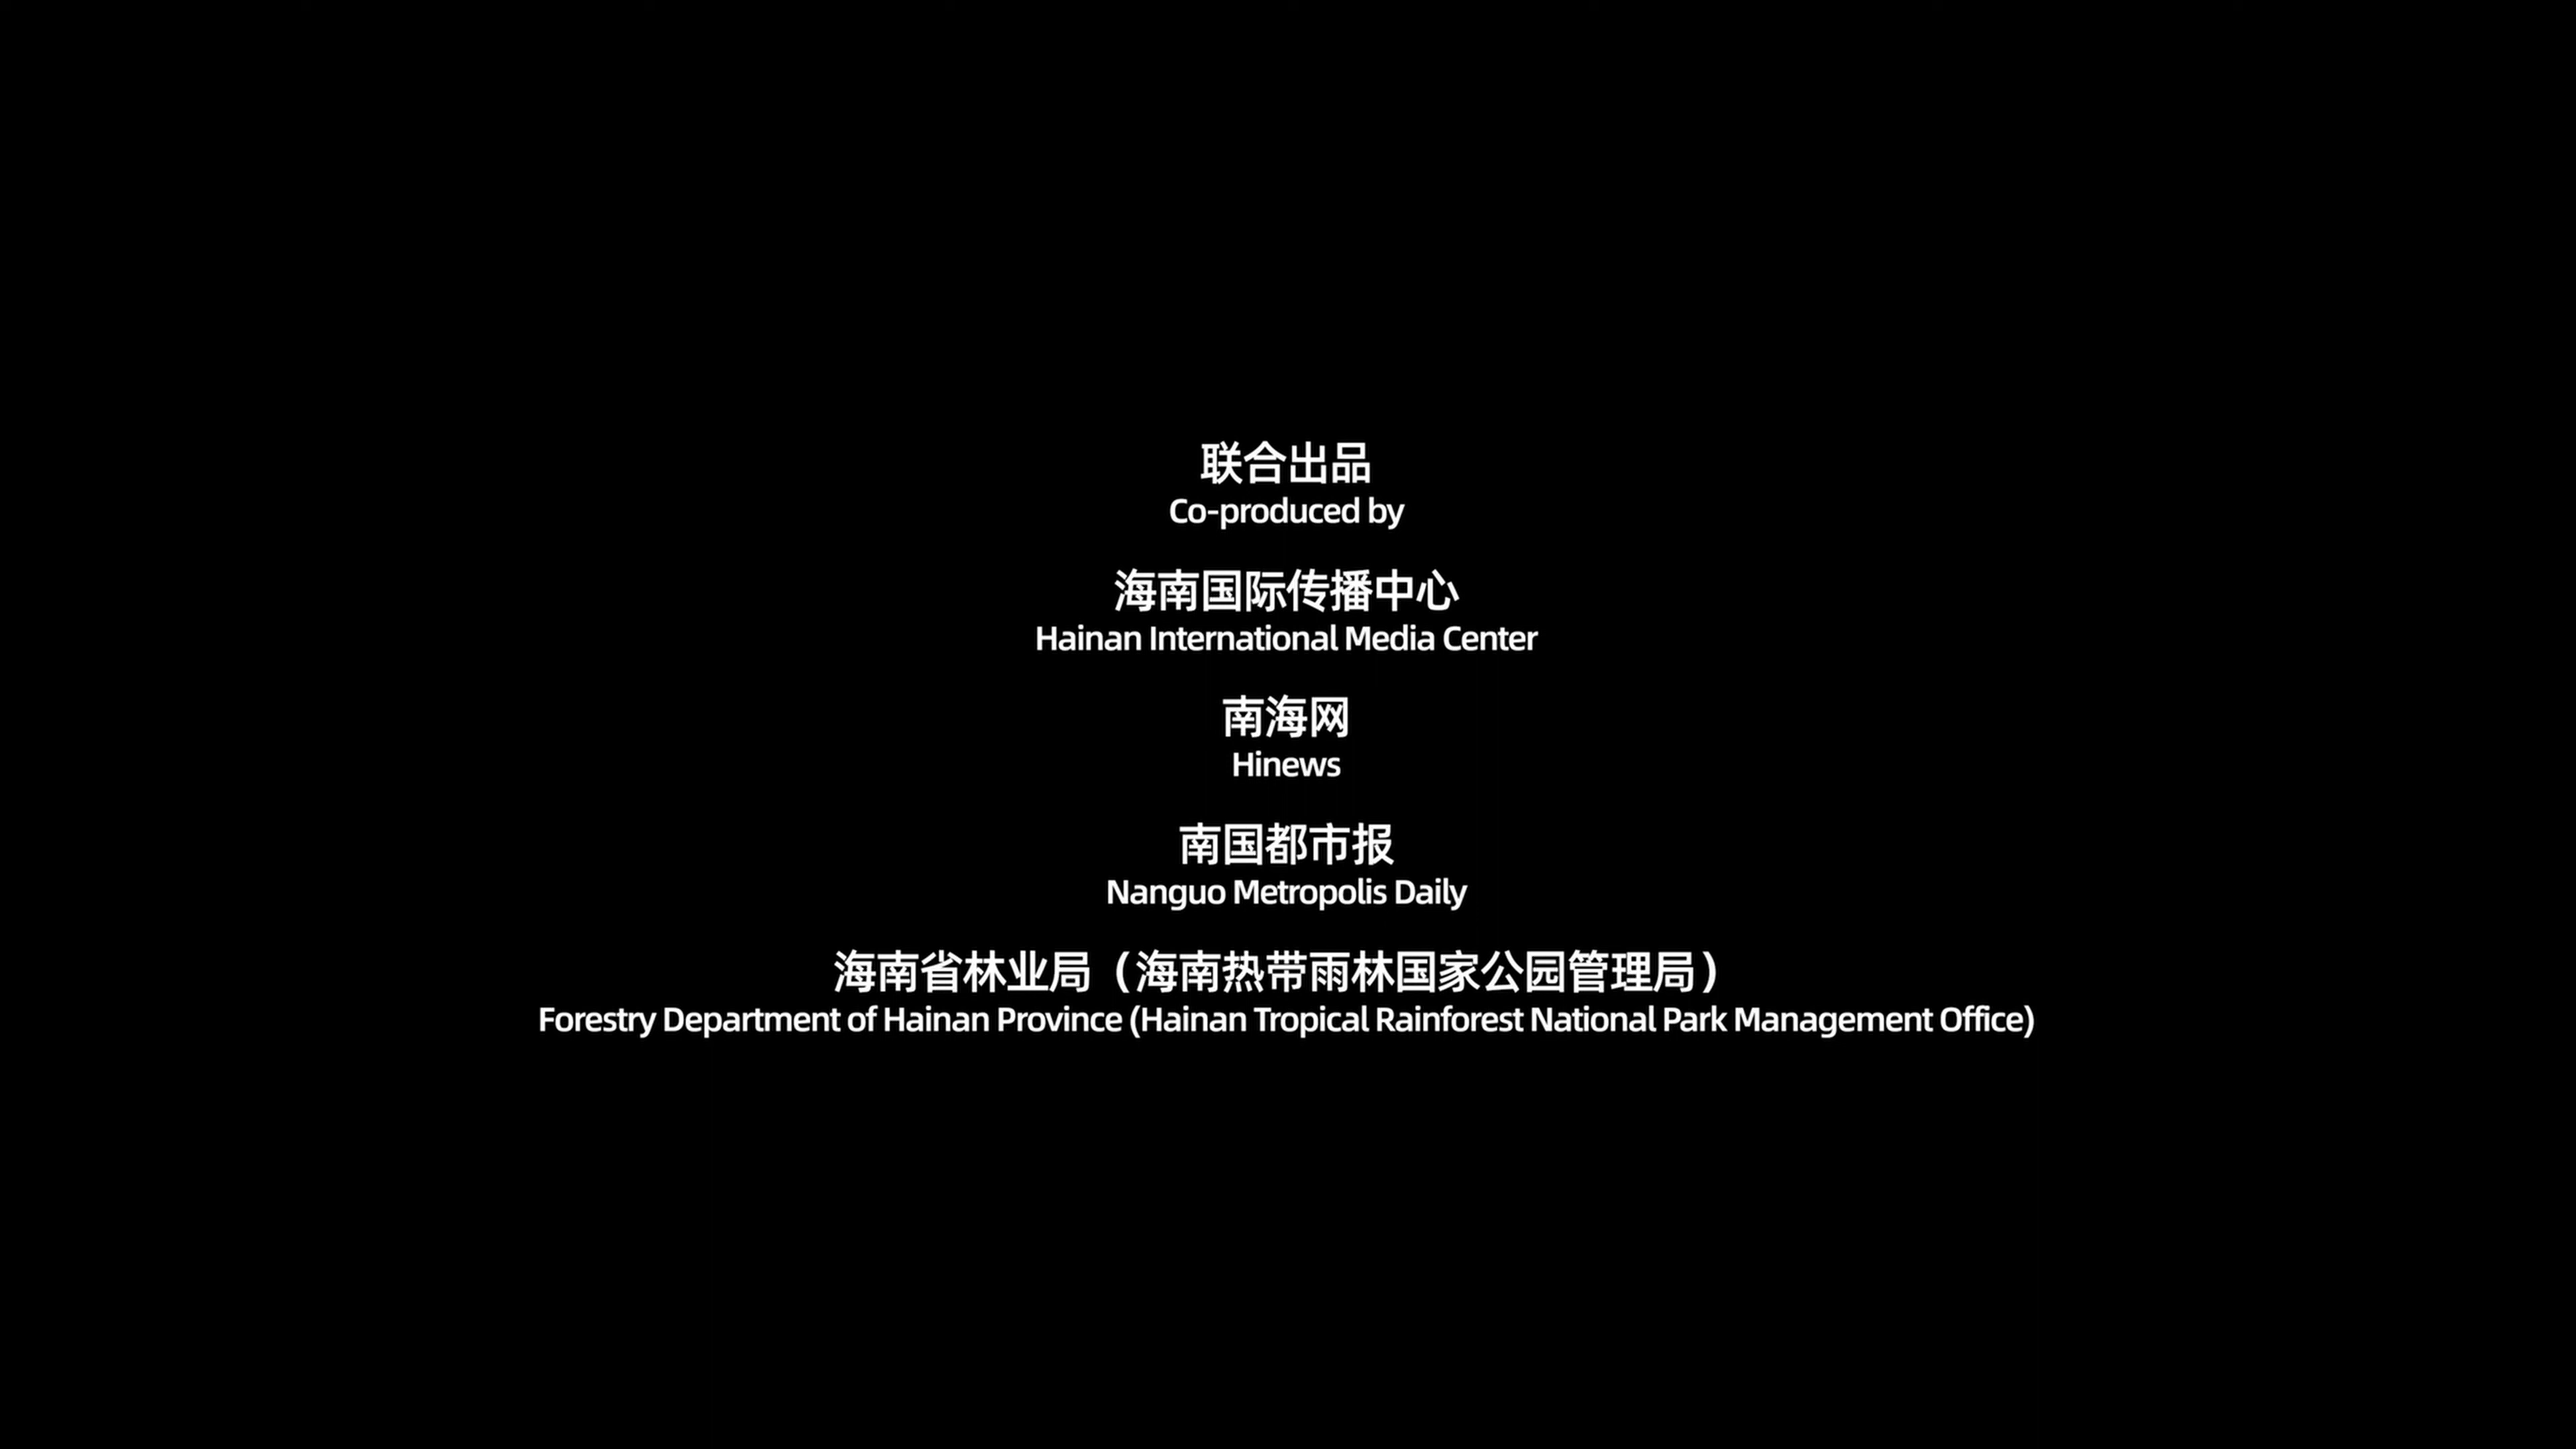 联合出品
Co-produced by
海南国际传播中心
Hainan International Media Center
南海网
Hinews
南国都市报
Nanguo Metropolis Daily
海南省林业局（海南热带雨林国家公园管理局）
Forestry Department of Hainan Province (Hainan Tropical Rainforest National Park Management Office)